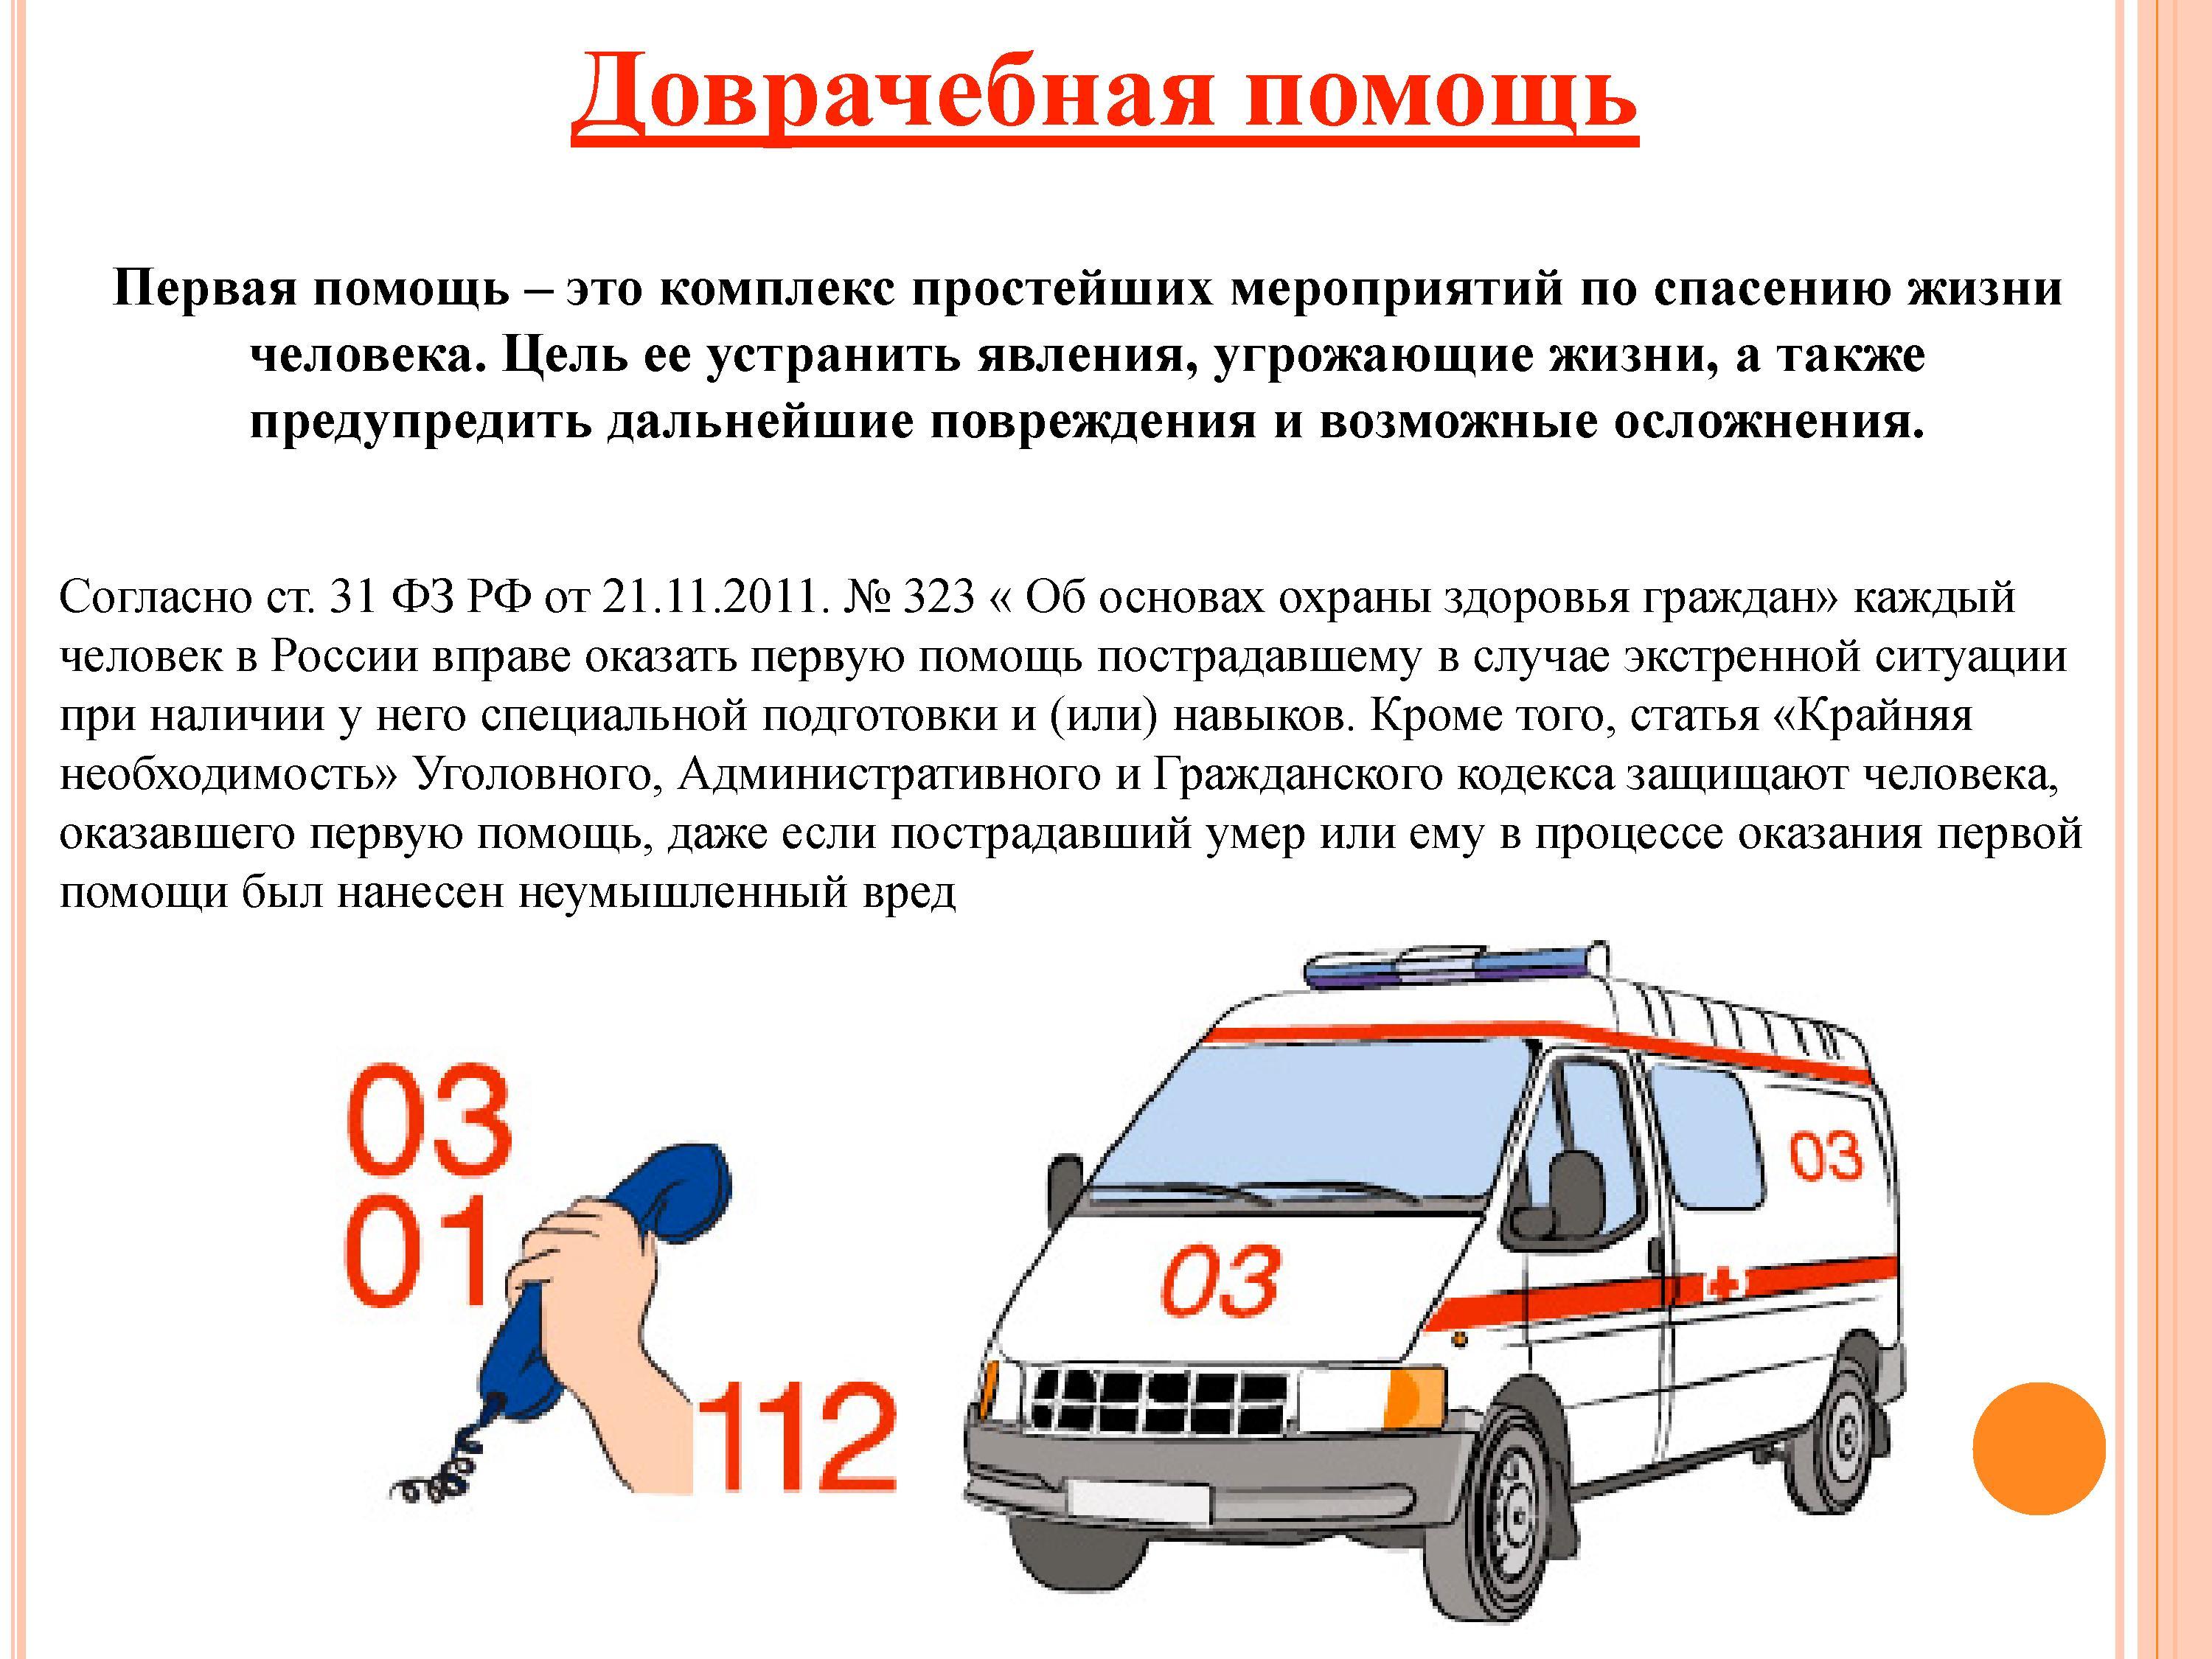 Доврачебная помощь
Первая помощь – это комплекс простейших мероприятий по спасению жизни
человека. Цель ее устранить явления, угрожающие жизни, а также
предупредить дальнейшие повреждения и возможные осложнения.
Согласно ст. 31 ФЗ РФ от 21.11.2011. № 323 « Об основах охраны здоровья граждан» каждый
человек в России вправе оказать первую помощь пострадавшему в случае экстренной ситуации
при наличии у него специальной подготовки и (или) навыков. Кроме того, статья «Крайняя
необходимость» Уголовного, Административного и Гражданского кодекса защищают человека,
оказавшего первую помощь, даже если пострадавший умер или ему в процессе оказания первой
помощи был нанесен неумышленный вред
03
01
112
03
03